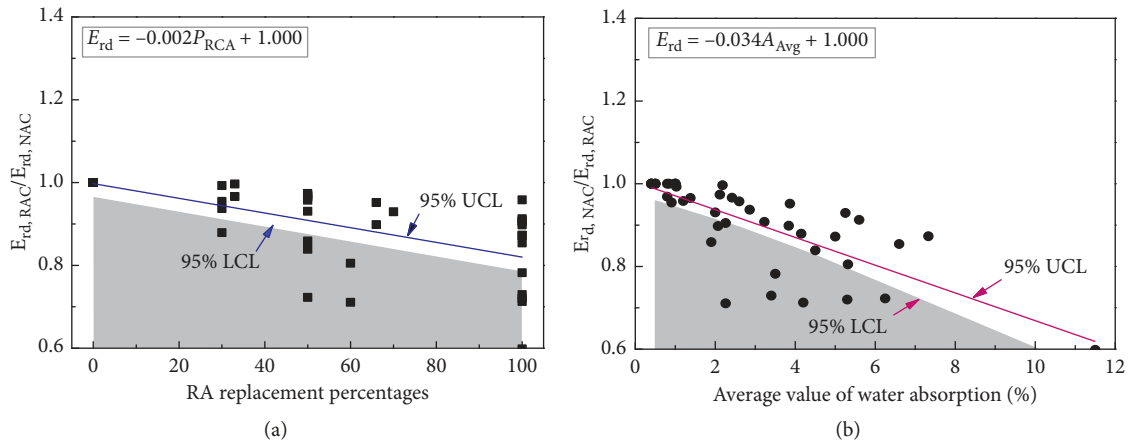 1.4
1.2
1.0
0.8
0.6
E_rd, RAC/E_rd, NAC
E_rd = –0.002P_RCA + 1.000
95% UCL
95% LCL
0 20 40 60 80 100
RA replacement percentages
(a)
1.4
1.2
1.0
0.8
0.6
E_rd, NAC/E_rd, RAC
E_rd = –0.034A_Avg + 1.000
95% UCL
95% LCL
0 2 4 6 8 10 12
Average value of water absorption (%)
(b)